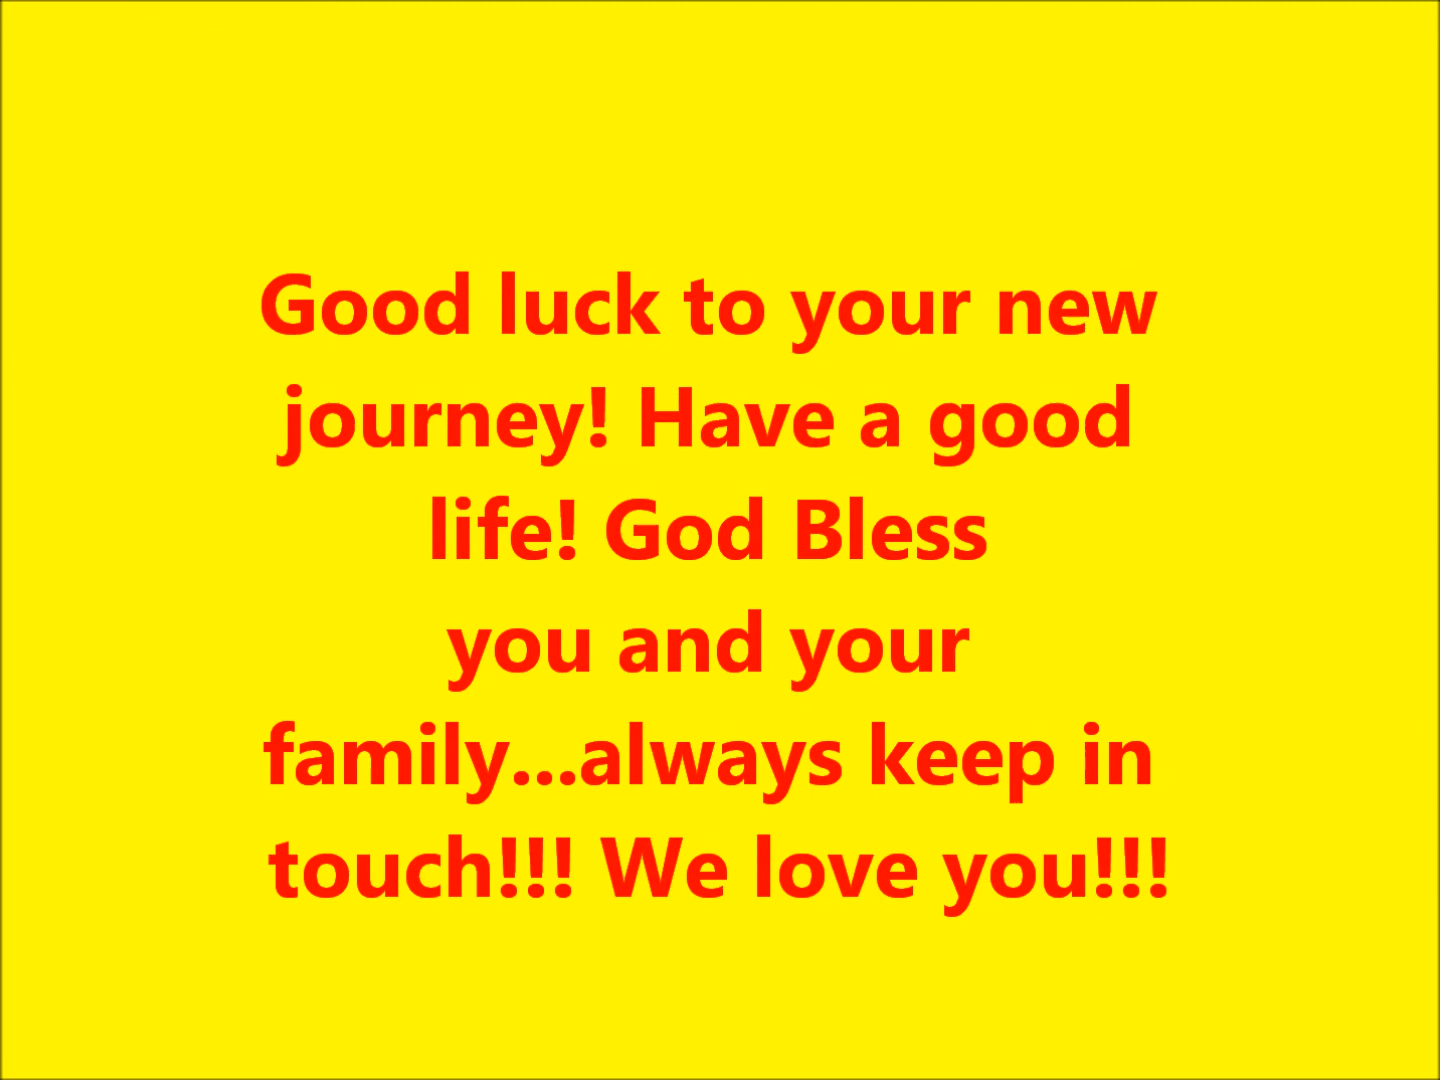 Good luck to your new
journey! Have a good
life! God Bless
you and your
family...always keep in
touch!!! We love you!!!